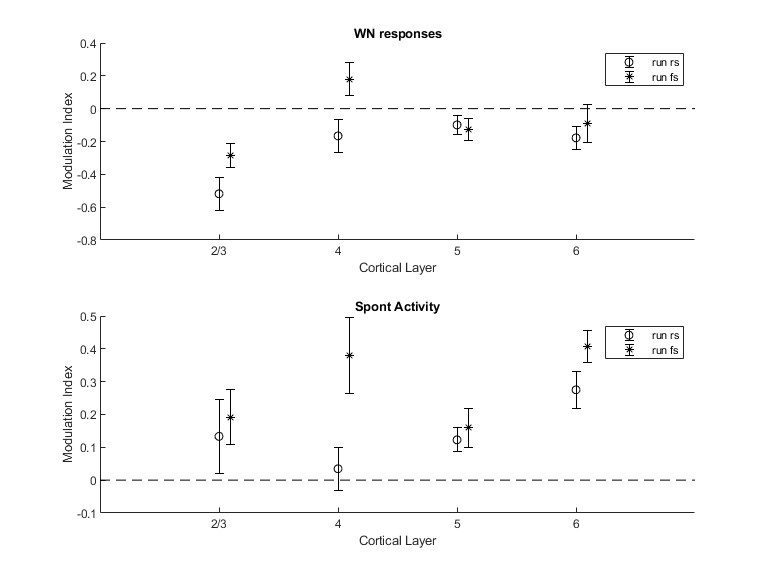 WN responses
0.4
0.2
0
-0.2
-0.4
-0.6
-0.8
Modulation Index
run rs
run fs
2/3 4 5 6
Cortical Layer
Spont Activity
0.5
0.4
0.3
0.2
0.1
0
-0.1
Modulation Index
run rs
run fs
2/3 4 5 6
Cortical Layer